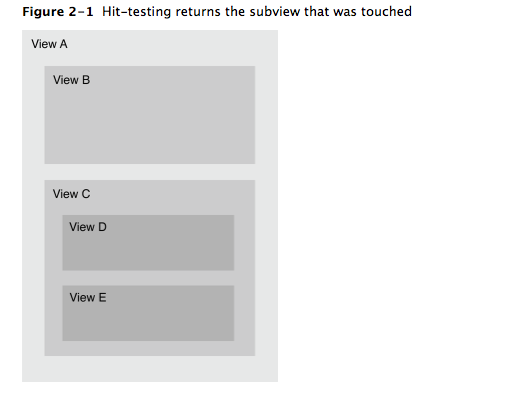 Figure 2-1 Hit-testing returns the subview that was touched
View A
View B
View C
View D
View E